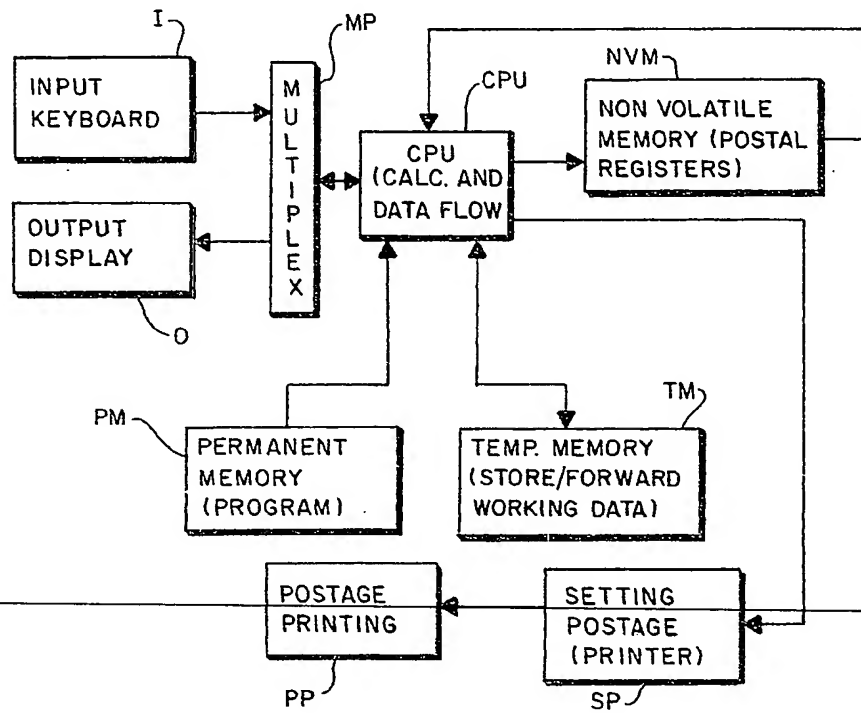 I
INPUT
KEYBOARD
MP
MULTIPLEX
CPU
CPU
(CALC. AND
DATA FLOW
NVM
NON VOLATILE
MEMORY (POSTAL
REGISTERS)
OUTPUT
DISPLAY
O
PM
PERMANENT
MEMORY
(PROGRAM)
TM
TEMP. MEMORY
(STORE/FORWARD
WORKING DATA)
POSTAGE
PRINTING
PP
SETTING
POSTAGE
(PRINTER)
SP